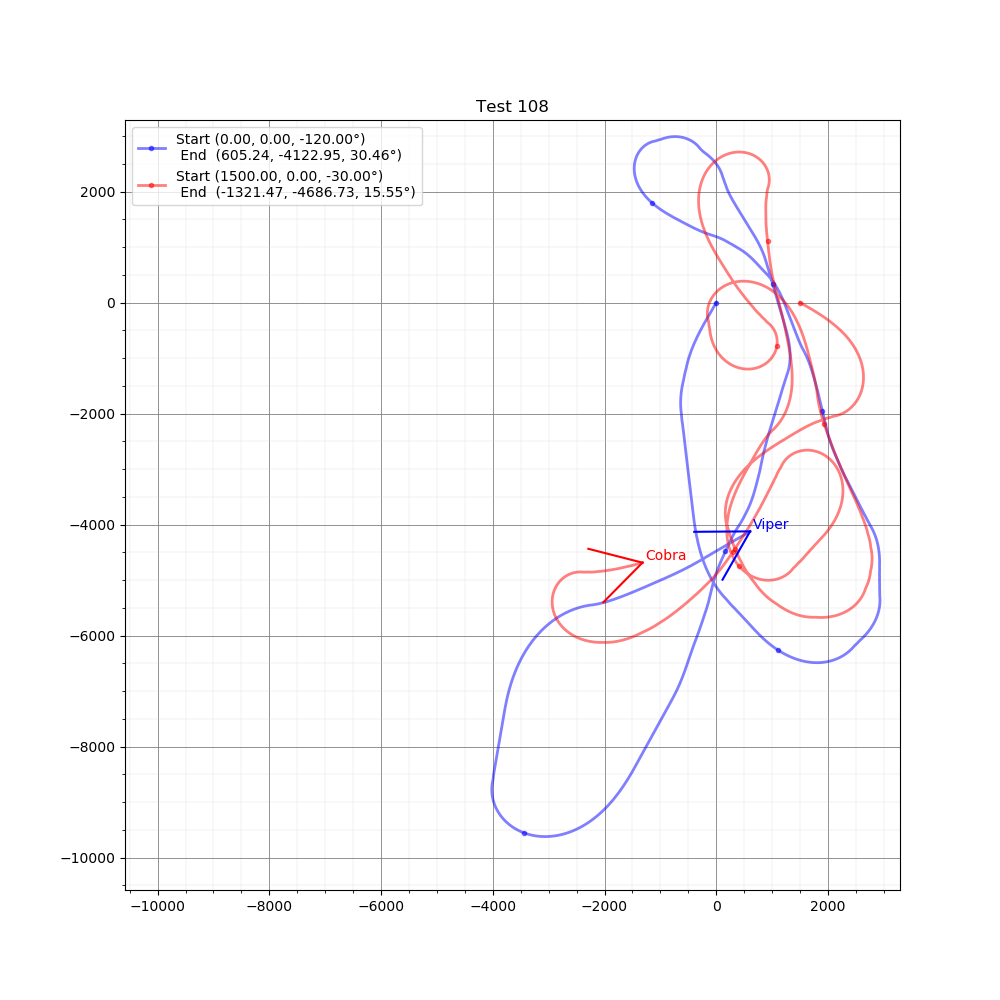 Test 108
Start (0.00, 0.00, -120.00°)
End  (605.24, -4122.95, 30.46°)
Start (1500.00, 0.00, -30.00°)
End  (-1321.47, -4686.73, 15.55°)
2000
0
−2000
−4000
−6000
−8000
−10000
Viper
Cobra
−10000 −8000 −6000 −4000 −2000 0 2000